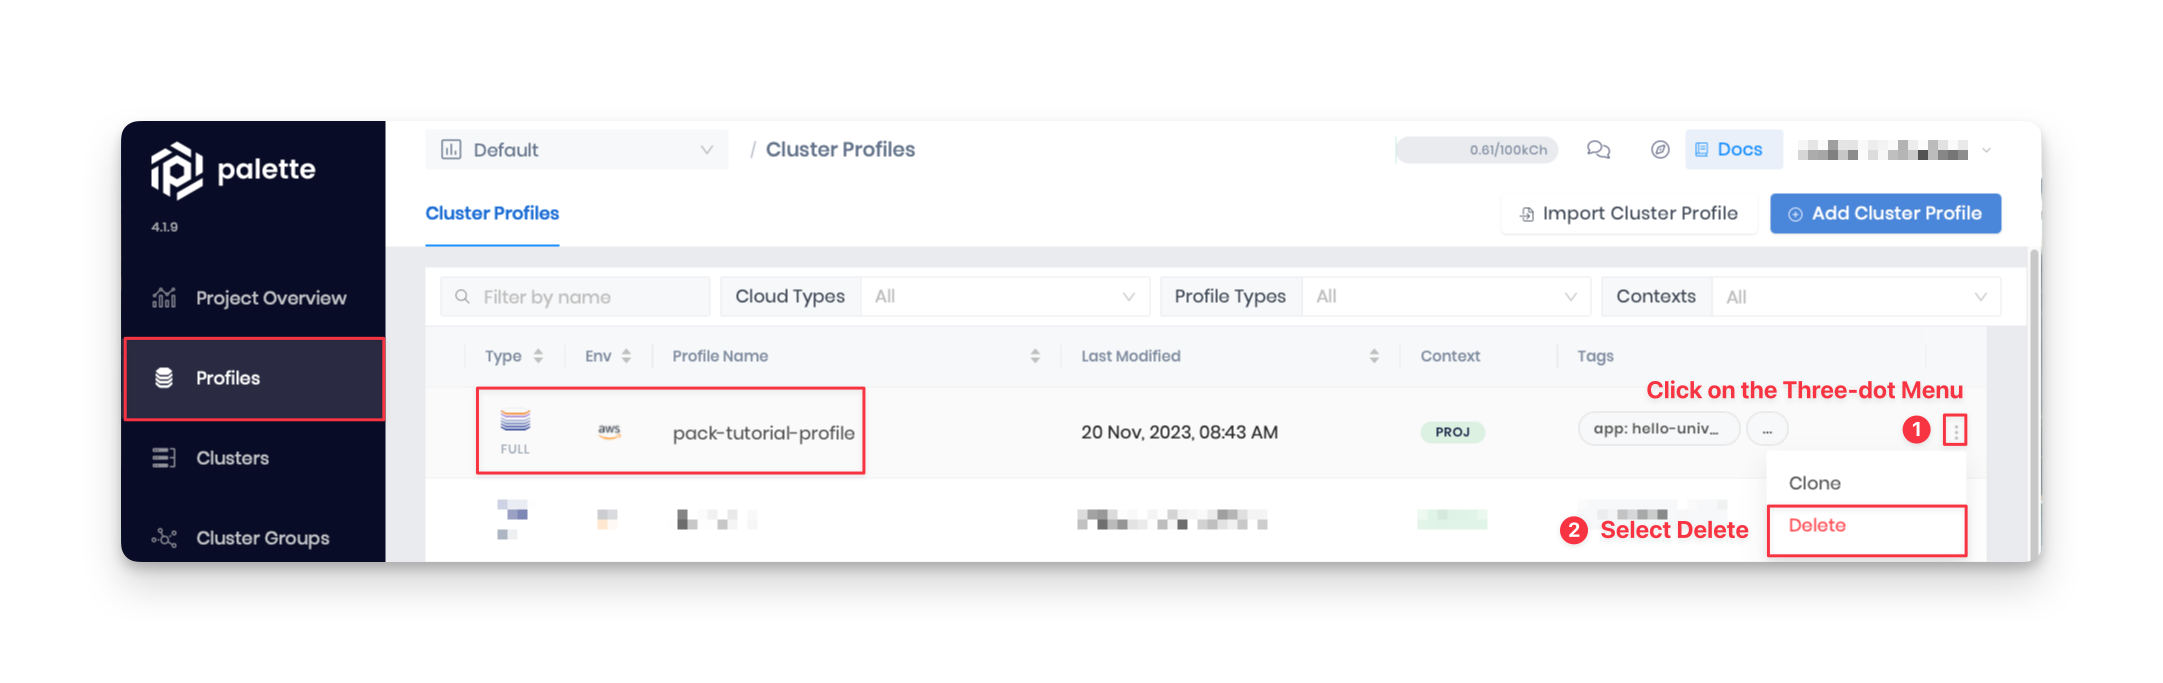 palette
4.1.9
Project Overview
Profiles
Clusters
Cluster Groups
Default
/ Cluster Profiles
0.61/100kCh
Docs
Cluster Profiles
Import Cluster Profile
Add Cluster Profile
Filter by name
Cloud Types All
Profile Types All
Contexts All
Type Env Profile Name Last Modified Context Tags
Click on the Three-dot Menu
FULL
aws
pack-tutorial-profile
20 Nov, 2023, 08:43 AM
PROJ
app: hello-univ...
...
1
Clone
2 Select Delete
Delete